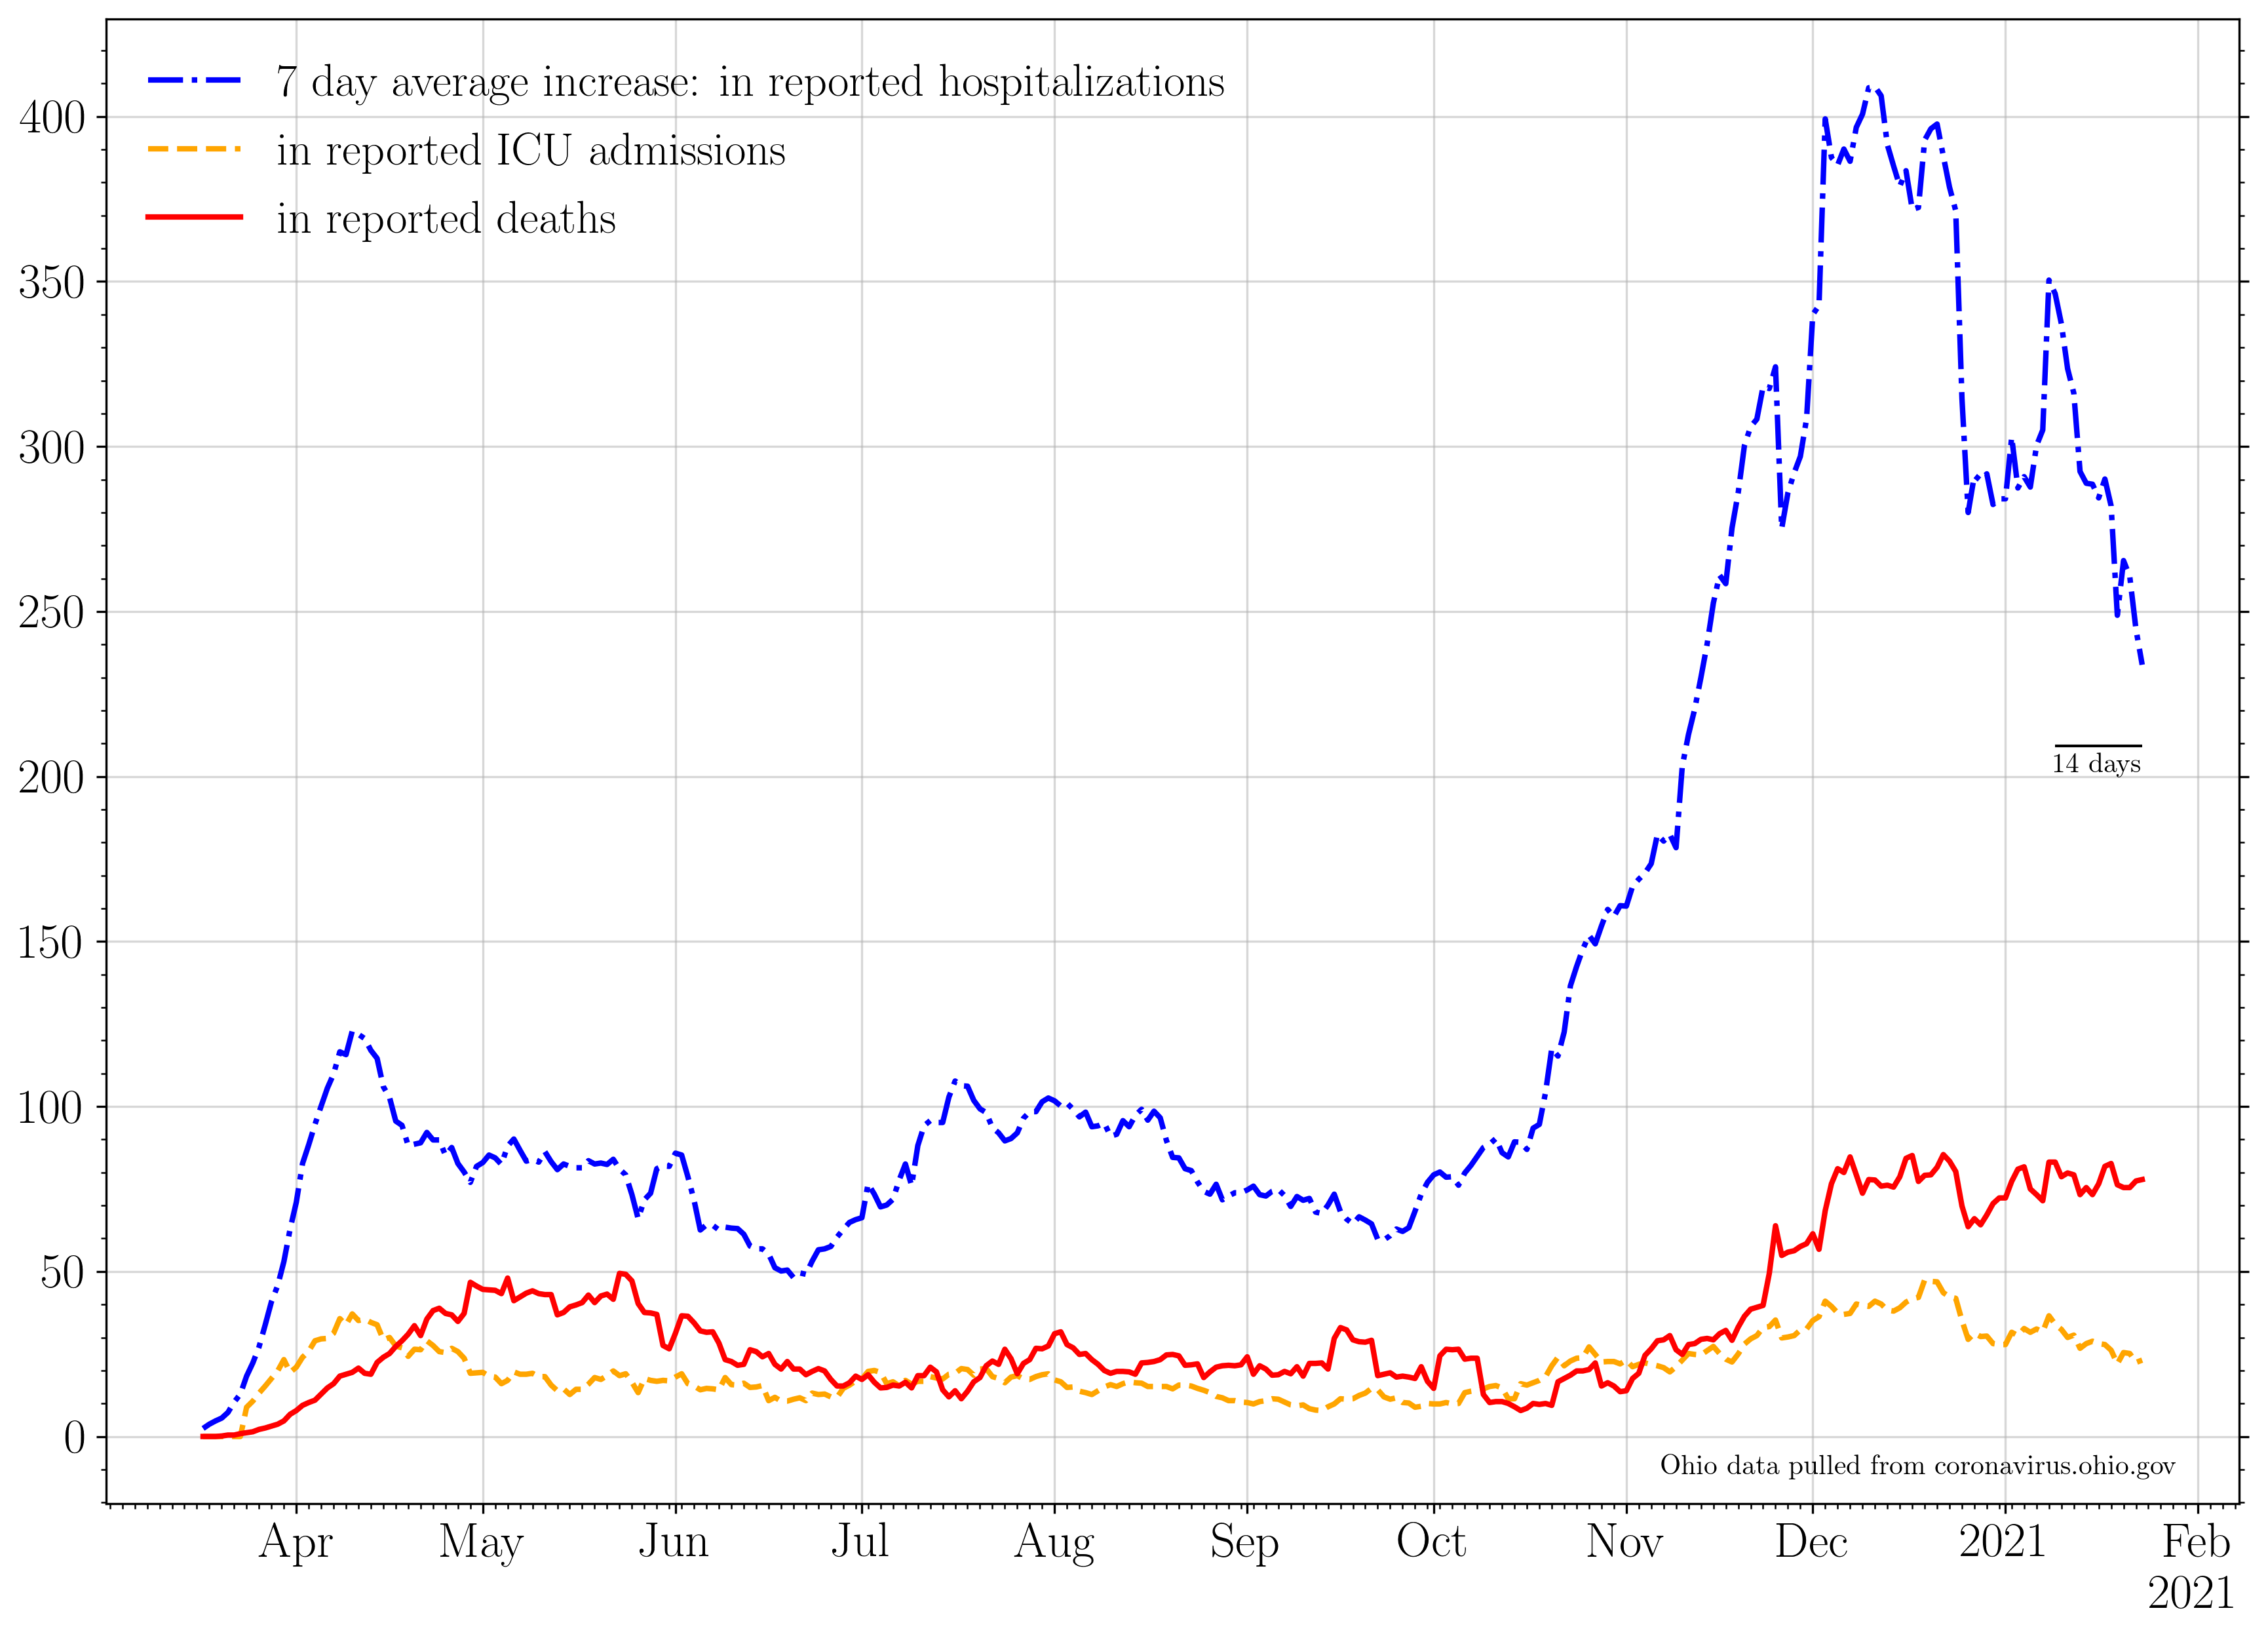 7 day average increase: in reported hospitalizations
in reported ICU admissions
in reported deaths
400
350
300
250
200
150
100
50
0
14 days
Ohio data pulled from coronavirus.ohio.gov
Apr May Jun Jul Aug Sep Oct Nov Dec 2021 Feb
2021